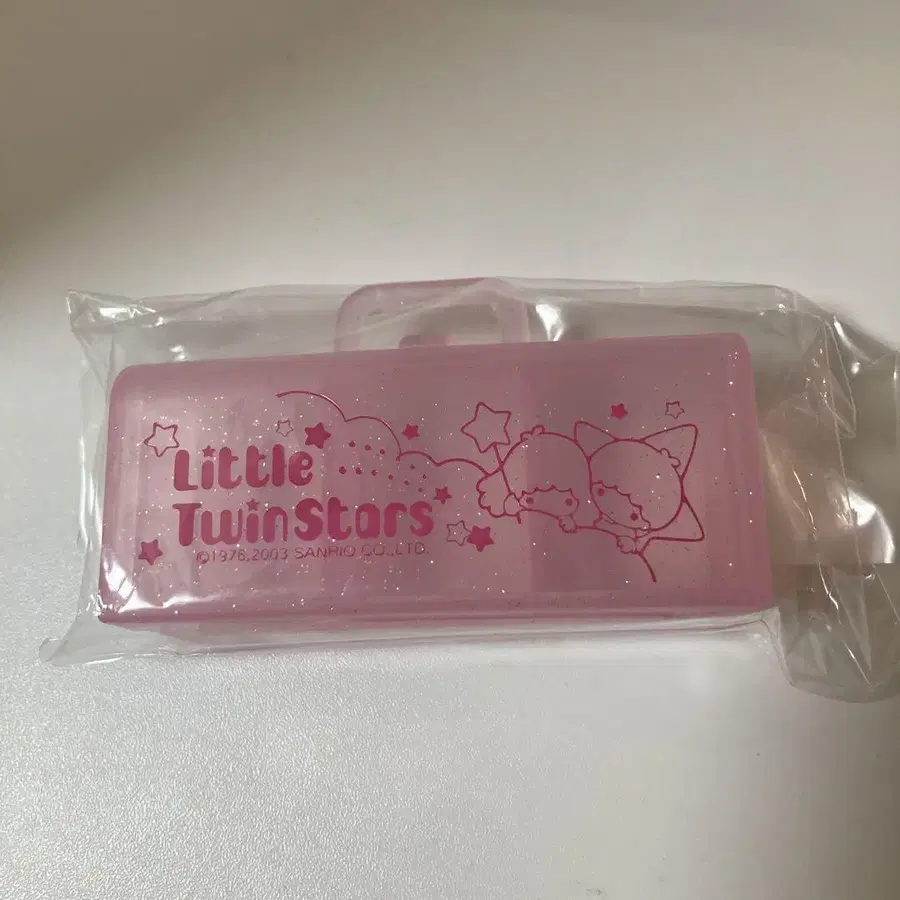 Little
TwinStars
©1976,2003 SANRIO CO.,LTD.